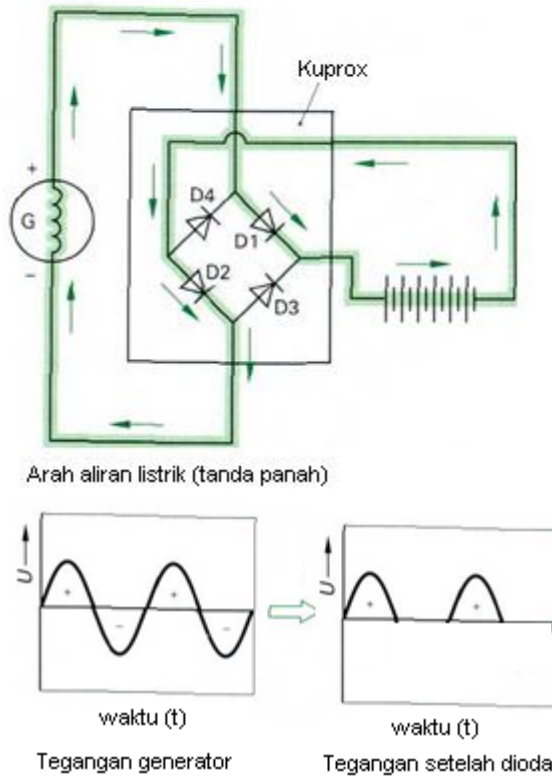 Kuprox
+
G
−
D4
D1
D2
D3
Arah aliran listrik (tanda panah)
U
+
−
+
−
waktu (t)
Tegangan generator
U
+
+
waktu (t)
Tegangan setelah dioda